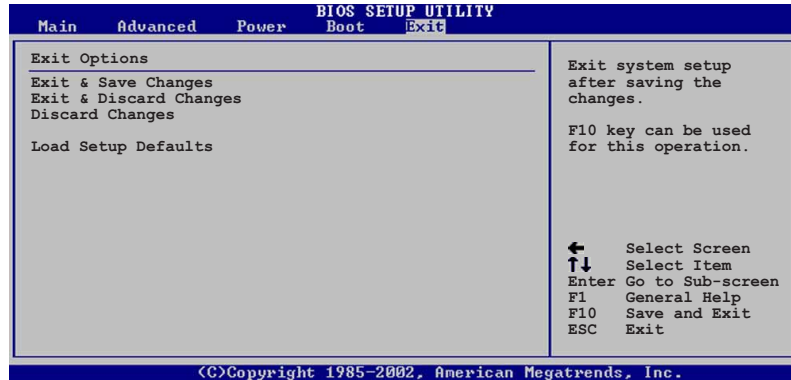 BIOS SETUP UTILITY
Main Advanced Power Boot Exit
Exit Options
Exit & Save Changes
Exit & Discard Changes
Discard Changes
Load Setup Defaults
Exit system setup
after saving the
changes.
F10 key can be used
for this operation.
← Select Screen
↑↓ Select Item
Enter Go to Sub-screen
F1 General Help
F10 Save and Exit
ESC Exit
(C)Copyright 1985-2002, American Megatrends, Inc.